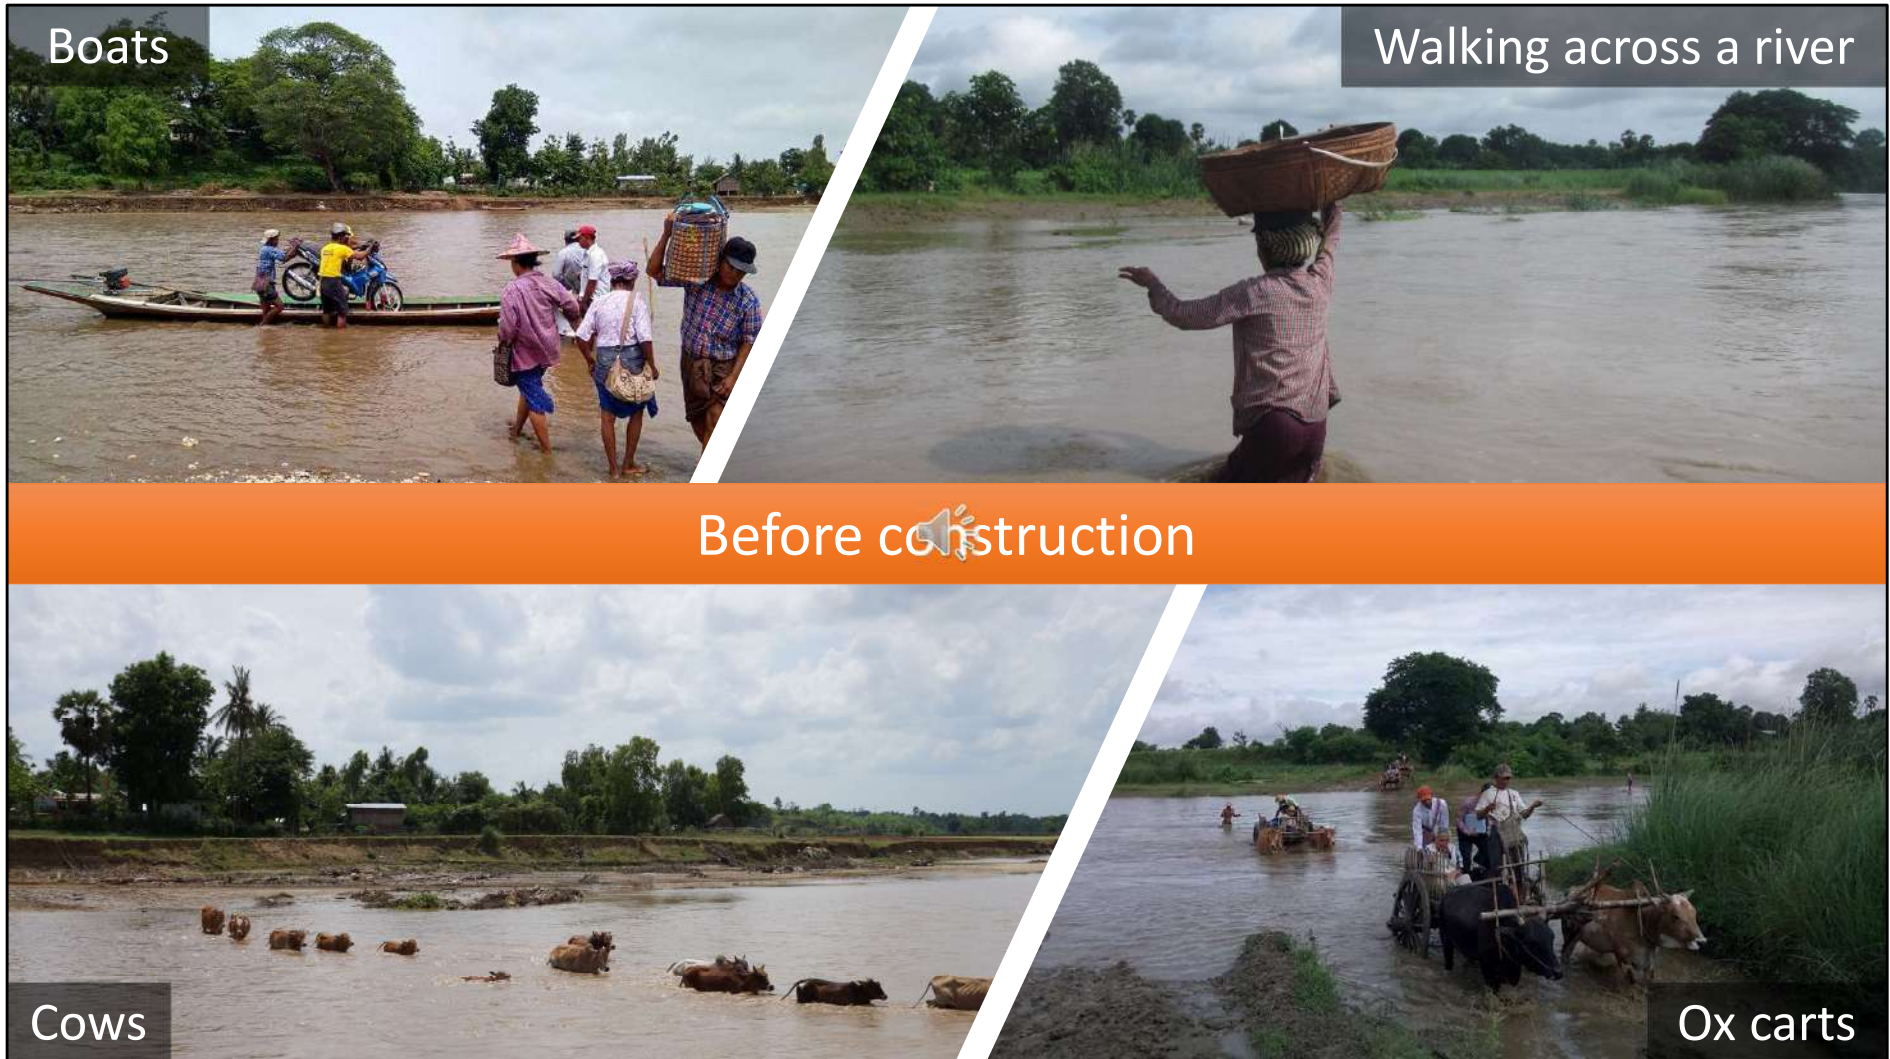 Boats
Walking across a river
Before construction
Cows
Ox carts